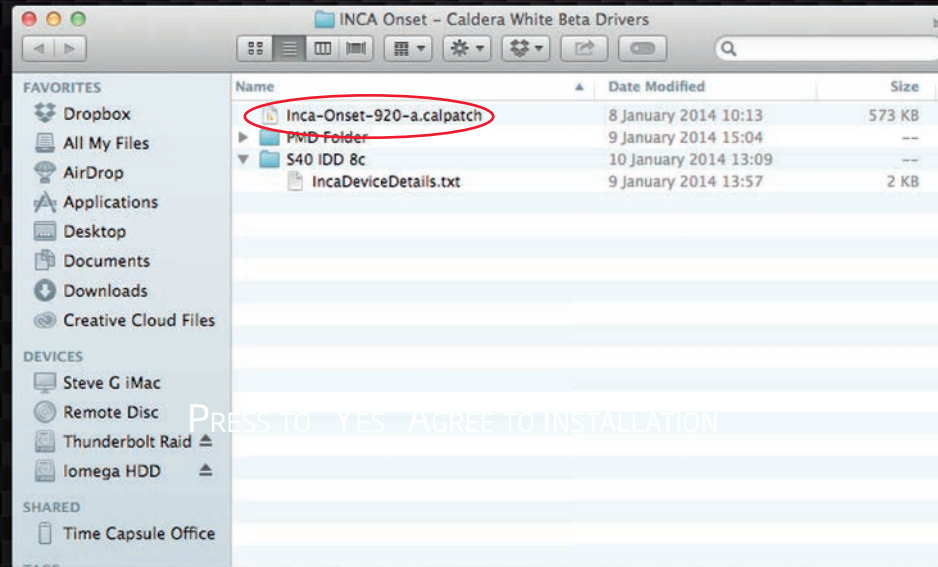 INCA Onset – Caldera White Beta Drivers
FAVORITES
Dropbox
All My Files
AirDrop
Applications
Desktop
Documents
Downloads
Creative Cloud Files
DEVICES
Steve G iMac
Remote Disc
Thunderbolt Raid
Iomega HDD
SHARED
Time Capsule Office
TAGS
Name Date Modified Size
Inca-Onset-920-a.calpatch 8 January 2014 10:13 573 KB
PMD Folder 9 January 2014 15:04 --
S40 IDD 8c 10 January 2014 13:09 --
IncaDeviceDetails.txt 9 January 2014 13:57 2 KB
PRESS TO YES AGREE TO INSTALLATION